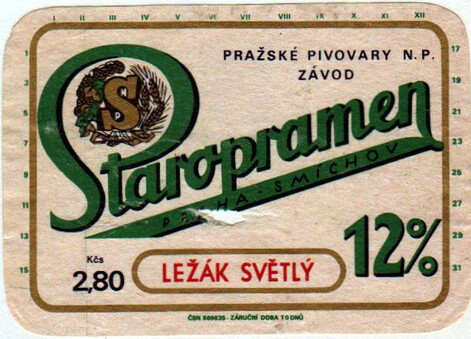 I II III IV V VI VII VIII IX X XI XII
PRAŽSKÉ PIVOVARY N. P.
ZÁVOD
S
Staropramen
PRAHA - SMÍCHOV
12%
Kčs
2,80
LEŽÁK SVĚTLÝ
1
3
5
7
9
11
13
15
17
19
21
23
25
27
29
31
ČSN 566635 - ZÁRUČNÍ DOBA 10 DNŮ